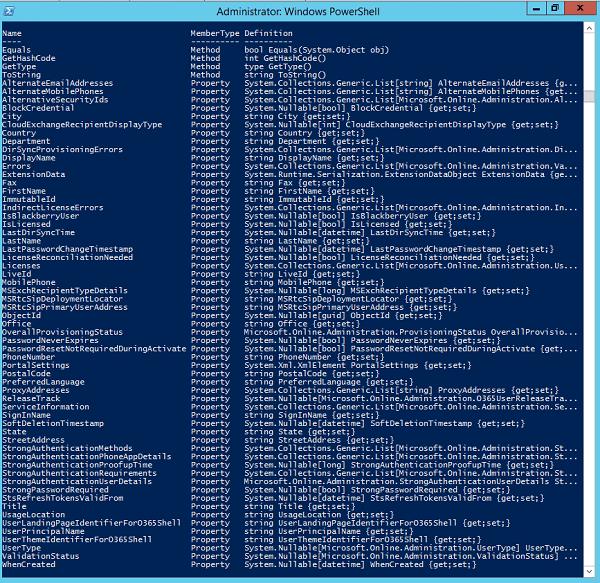 Administrator: Windows PowerShell
Name MemberType Definition
---- ---------- ----------
Equals Method bool Equals(System.Object obj)
GetHashCode Method int GetHashCode()
GetType Method type GetType()
ToString Method string ToString()
AlternateEmailAddresses Property System.Collections.Generic.List[string] AlternateEmailAddresses {g...
AlternateMobilePhones Property System.Collections.Generic.List[string] AlternateMobilePhones {get...
AlternativeSecurityIds Property System.Collections.Generic.List[Microsoft.Online.Administration.Al...
BlockCredential Property System.Nullable[bool] BlockCredential {get;set;}
City Property string City {get;set;}
CloudExchangeRecipientDisplayType Property System.Nullable[int] CloudExchangeRecipientDisplayType {get;set;}
Country Property string Country {get;set;}
Department Property string Department {get;set;}
DirSyncProvisioningErrors Property System.Collections.Generic.List[Microsoft.Online.Administration.Di...
DisplayName Property string DisplayName {get;set;}
Errors Property System.Collections.Generic.List[Microsoft.Online.Administration.Va...
ExtensionData Property System.Runtime.Serialization.ExtensionDataObject ExtensionData {ge...
Fax Property string Fax {get;set;}
FirstName Property string FirstName {get;set;}
ImmutableId Property string ImmutableId {get;set;}
IndirectLicenseErrors Property System.Collections.Generic.List[Microsoft.Online.Administration.In...
IsBlackberryUser Property System.Nullable[bool] IsBlackberryUser {get;set;}
IsLicensed Property System.Nullable[bool] IsLicensed {get;set;}
LastDirSyncTime Property System.Nullable[datetime] LastDirSyncTime {get;set;}
LastName Property string LastName {get;set;}
LastPasswordChangeTimestamp Property System.Nullable[datetime] LastPasswordChangeTimestamp {get;set;}
LicenseReconciliationNeeded Property System.Nullable[bool] LicenseReconciliationNeeded {get;set;}
Licenses Property System.Collections.Generic.List[Microsoft.Online.Administration.Us...
LiveId Property string LiveId {get;set;}
MobilePhone Property string MobilePhone {get;set;}
MSExchRecipientTypeDetails Property System.Nullable[long] MSExchRecipientTypeDetails {get;set;}
MSRtcSipDeploymentLocator Property string MSRtcSipDeploymentLocator {get;set;}
MSRtcSipPrimaryUserAddress Property string MSRtcSipPrimaryUserAddress {get;set;}
ObjectId Property System.Nullable[guid] ObjectId {get;set;}
Office Property string Office {get;set;}
OverallProvisioningStatus Property Microsoft.Online.Administration.ProvisioningStatus OverallProvisio...
PasswordNeverExpires Property System.Nullable[bool] PasswordNeverExpires {get;set;}
PasswordResetNotRequiredDuringActivate Property System.Nullable[bool] PasswordResetNotRequiredDuringActivate {get;...
PhoneNumber Property string PhoneNumber {get;set;}
PortalSettings Property System.Xml.XmlElement PortalSettings {get;set;}
PostalCode Property string PostalCode {get;set;}
PreferredLanguage Property string PreferredLanguage {get;set;}
ProxyAddresses Property System.Collections.Generic.List[string] ProxyAddresses {get;set;}
ReleaseTrack Property System.Nullable[Microsoft.Online.Administration.O365UserReleaseTra...
ServiceInformation Property System.Collections.Generic.List[Microsoft.Online.Administration.Se...
SignInName Property string SignInName {get;set;}
SoftDeletionTimestamp Property System.Nullable[datetime] SoftDeletionTimestamp {get;set;}
State Property string State {get;set;}
StreetAddress Property string StreetAddress {get;set;}
StrongAuthenticationMethods Property System.Collections.Generic.List[Microsoft.Online.Administration.St...
StrongAuthenticationPhoneAppDetails Property System.Collections.Generic.List[Microsoft.Online.Administration.St...
StrongAuthenticationProofupTime Property System.Nullable[long] StrongAuthenticationProofupTime {get;set;}
StrongAuthenticationRequirements Property System.Collections.Generic.List[Microsoft.Online.Administration.St...
StrongAuthenticationUserDetails Property Microsoft.Online.Administration.StrongAuthenticationUserDetails St...
StrongPasswordRequired Property System.Nullable[bool] StrongPasswordRequired {get;set;}
StsRefreshTokensValidFrom Property System.Nullable[datetime] StsRefreshTokensValidFrom {get;set;}
Title Property string Title {get;set;}
UsageLocation Property string UsageLocation {get;set;}
UserLandingPageIdentifierForO365Shell Property string UserLandingPageIdentifierForO365Shell {get;set;}
UserPrincipalName Property string UserPrincipalName {get;set;}
UserThemeIdentifierForO365Shell Property string UserThemeIdentifierForO365Shell {get;set;}
UserType Property System.Nullable[Microsoft.Online.Administration.UserType] UserType...
ValidationStatus Property System.Nullable[Microsoft.Online.Administration.ValidationStatus] ...
WhenCreated Property System.Nullable[datetime] WhenCreated {get;set;}